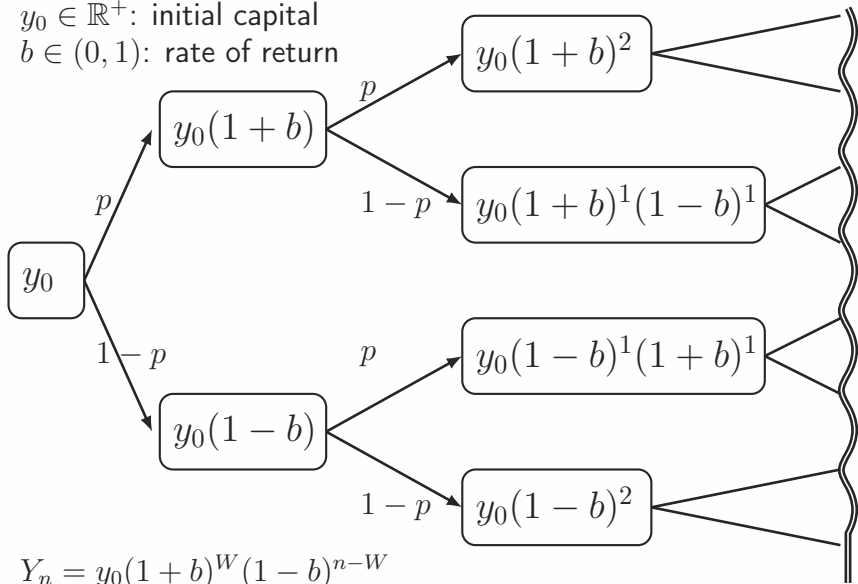 y₀ ∈ ℝ⁺: initial capital
b ∈ (0, 1): rate of return
y₀(1 + b)²
p
y₀(1 + b)
p
1 − p
y₀(1 + b)¹(1 − b)¹
y₀
1 − p
p
y₀(1 − b)¹(1 + b)¹
y₀(1 − b)
1 − p
y₀(1 − b)²
Yₙ = y₀(1 + b)ᵂ(1 − b)ⁿ⁻ᵂ